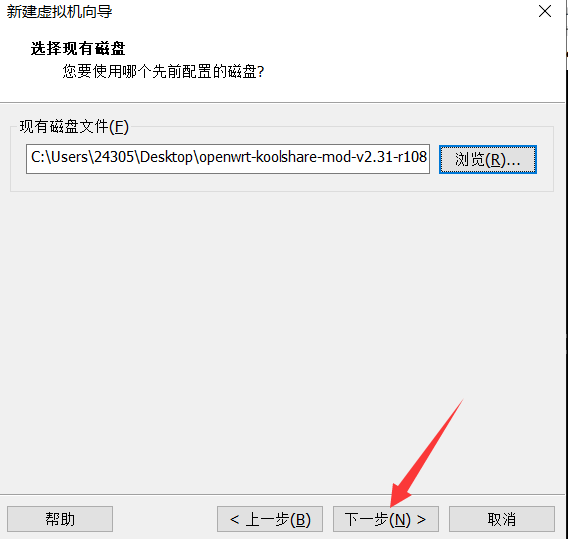 新建虚拟机向导
选择现有磁盘
您要使用哪个先前配置的磁盘?
现有磁盘文件(F)
C:\Users\24305\Desktop\openwrt-koolshare-mod-v2.31-r108
浏览(R)...
帮助
< 上一步(B)
下一步(N) >
取消